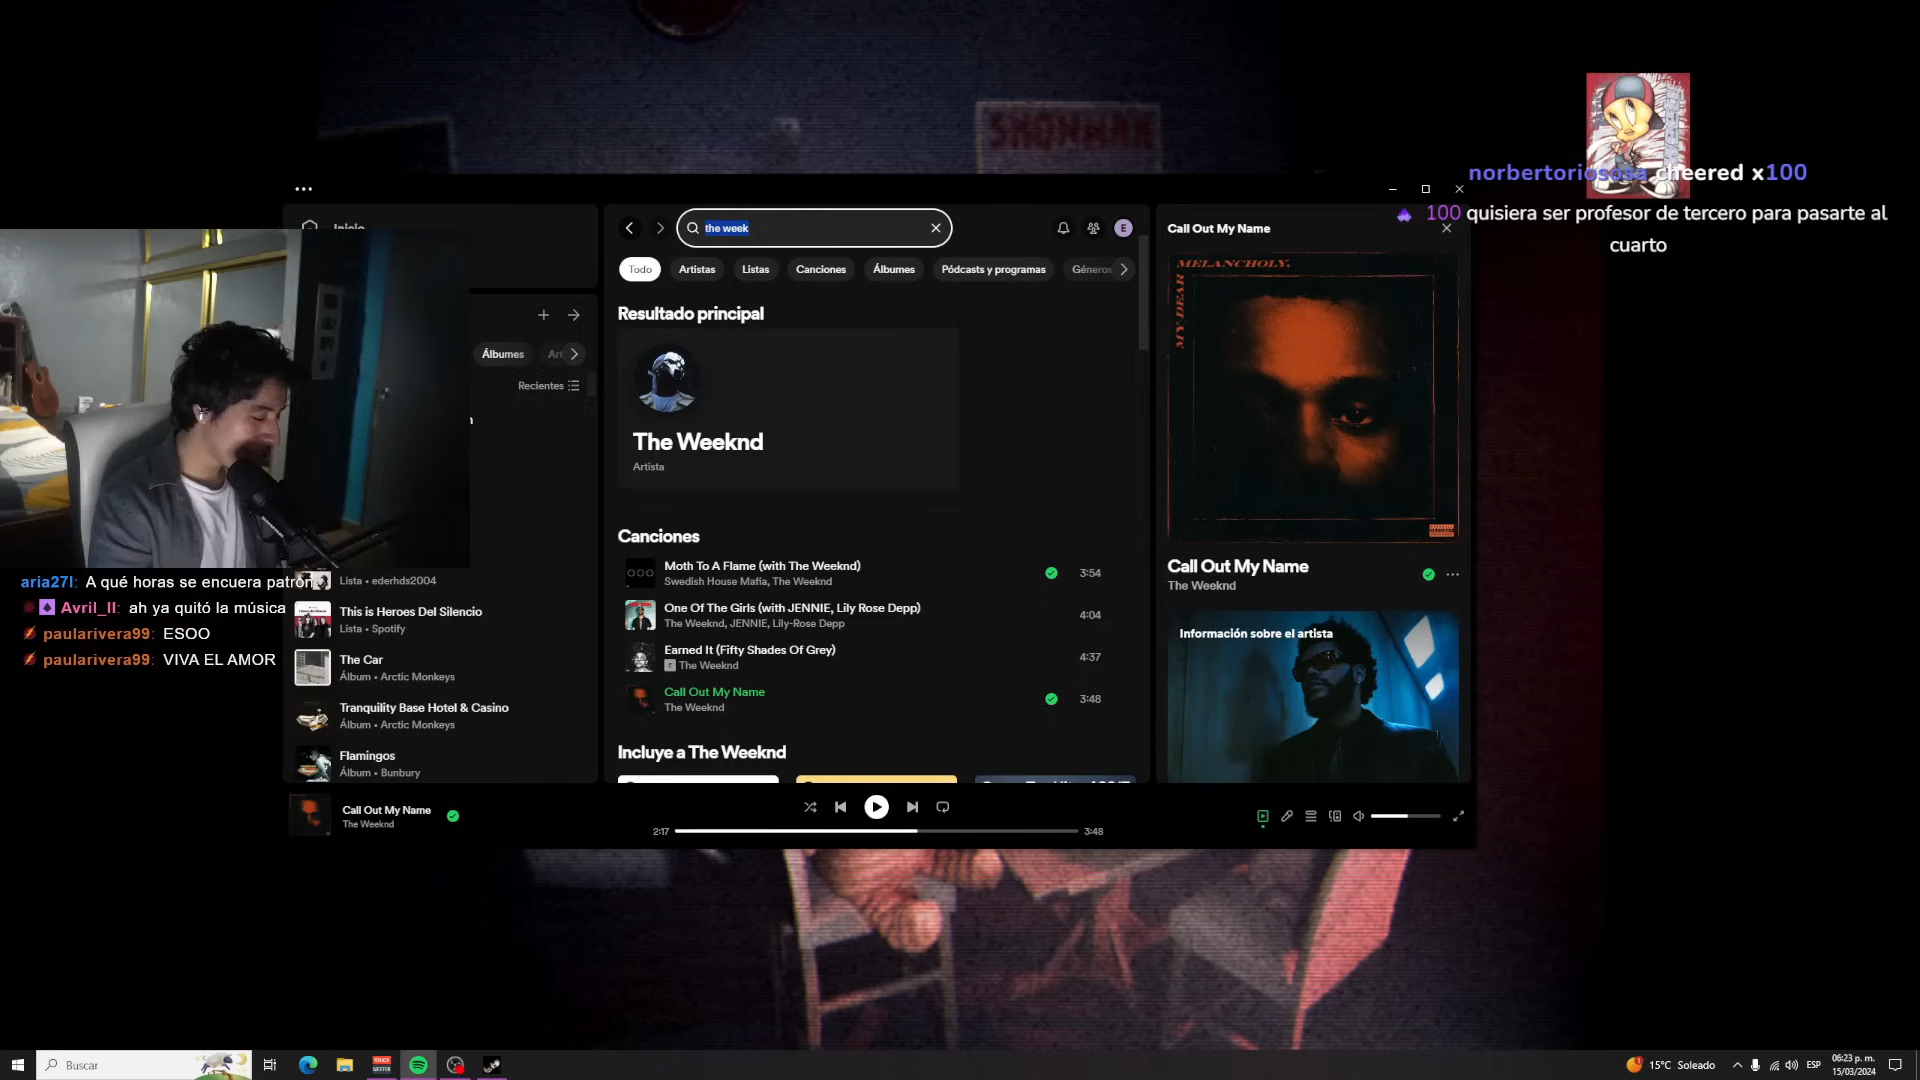 SHOWMAN
norbertoriososa cheered x100
100 quisiera ser profesor de tercero para pasarte al
cuarto
Inicio
the week
Call Out My Name
Todo
Artistas
Listas
Canciones
Álbumes
Pódcasts y programas
Géneros
MELANCHOLY,
MY DEAR
Resultado principal
The Weeknd
Artista
Álbumes
Recientes
Canciones
Moth To A Flame (with The Weeknd)
Swedish House Mafia, The Weeknd
3:54
One Of The Girls (with JENNIE, Lily Rose Depp)
The Weeknd, JENNIE, Lily-Rose Depp
4:04
Earned It (Fifty Shades Of Grey)
E The Weeknd
4:37
Call Out My Name
The Weeknd
3:48
Incluye a The Weeknd
Call Out My Name
The Weeknd
Información sobre el artista
aria27l: A qué horas se encuera patrón
Avril_ll: ah ya quitó la música
paularivera99: ESOO
paularivera99: VIVA EL AMOR
Lista • ederhds2004
This is Heroes Del Silencio
Lista • Spotify
The Car
Álbum • Arctic Monkeys
Tranquility Base Hotel & Casino
Álbum • Arctic Monkeys
Flamingos
Álbum • Bunbury
Call Out My Name
The Weeknd
2:17
3:48
Buscar
15°C Soleado
ESP
06:23 p. m.
15/03/2024